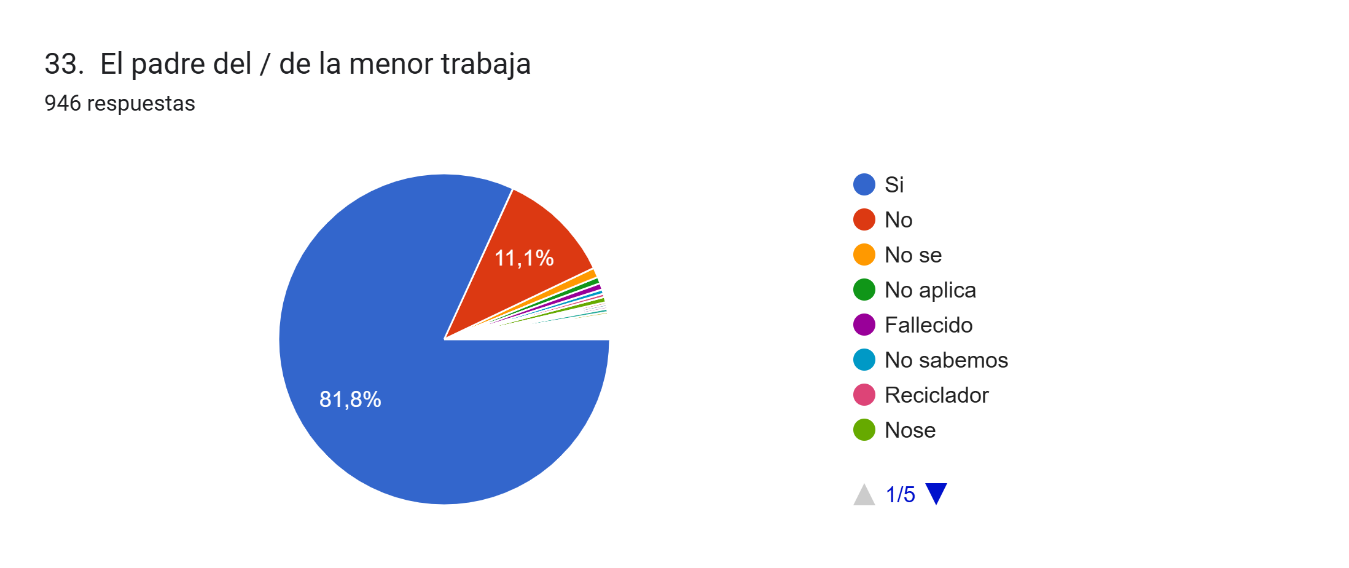 33. El padre del / de la menor trabaja
946 respuestas
11,1%
81,8%
Si
No
No se
No aplica
Fallecido
No sabemos
Reciclador
Nose
1/5